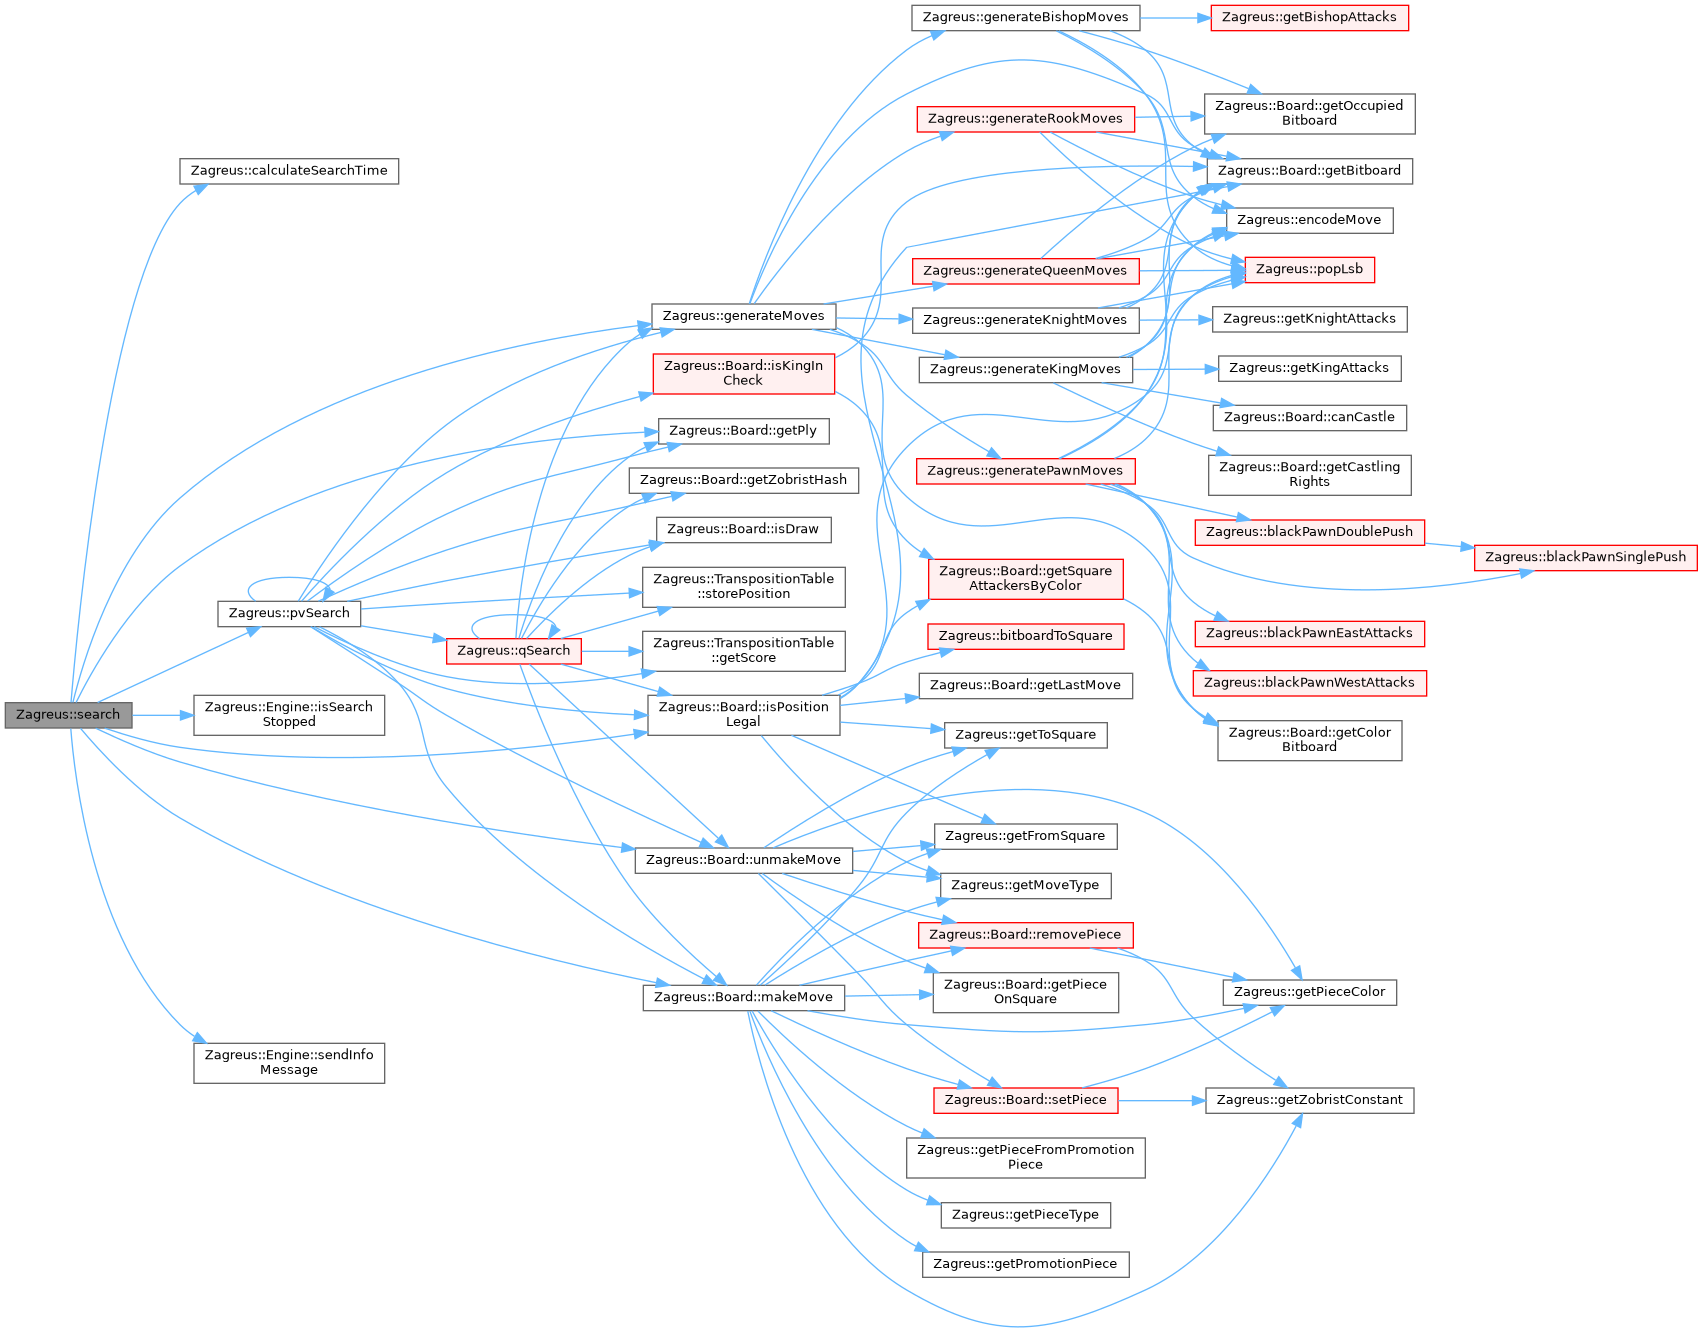 Zagreus::search
Zagreus::calculateSearchTime
Zagreus::pvSearch
Zagreus::Engine::isSearch
Stopped
Zagreus::Engine::sendInfo
Message
Zagreus::qSearch
Zagreus::generateMoves
Zagreus::Board::isKingIn
Check
Zagreus::Board::getPly
Zagreus::Board::getZobristHash
Zagreus::Board::isDraw
Zagreus::TranspositionTable
::storePosition
Zagreus::TranspositionTable
::getScore
Zagreus::Board::isPosition
Legal
Zagreus::Board::unmakeMove
Zagreus::Board::makeMove
Zagreus::generateBishopMoves
Zagreus::generateRookMoves
Zagreus::generateQueenMoves
Zagreus::generateKnightMoves
Zagreus::generateKingMoves
Zagreus::generatePawnMoves
Zagreus::Board::getSquare
AttackersByColor
Zagreus::bitboardToSquare
Zagreus::Board::getLastMove
Zagreus::getToSquare
Zagreus::getFromSquare
Zagreus::getMoveType
Zagreus::Board::removePiece
Zagreus::Board::getPiece
OnSquare
Zagreus::Board::setPiece
Zagreus::getPieceFromPromotion
Piece
Zagreus::getPieceType
Zagreus::getPromotionPiece
Zagreus::getBishopAttacks
Zagreus::Board::getOccupied
Bitboard
Zagreus::Board::getBitboard
Zagreus::encodeMove
Zagreus::popLsb
Zagreus::getKnightAttacks
Zagreus::getKingAttacks
Zagreus::Board::canCastle
Zagreus::Board::getCastling
Rights
Zagreus::blackPawnDoublePush
Zagreus::blackPawnSinglePush
Zagreus::blackPawnEastAttacks
Zagreus::blackPawnWestAttacks
Zagreus::Board::getColor
Bitboard
Zagreus::getPieceColor
Zagreus::getZobristConstant